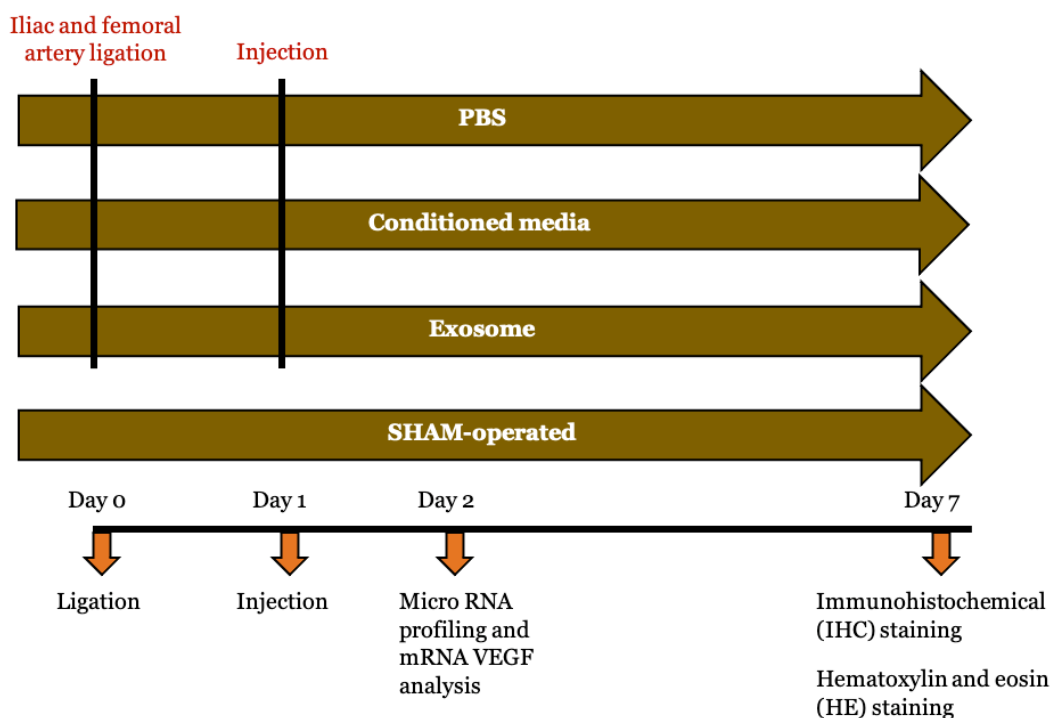 Iliac and femoral
artery ligation
Injection
PBS
Conditioned media
Exosome
SHAM-operated
Day 0
Day 1
Day 2
Day 7
Ligation
Injection
Micro RNA
profiling and
mRNA VEGF
analysis
Immunohistochemical
(IHC) staining
Hematoxylin and eosin
(HE) staining